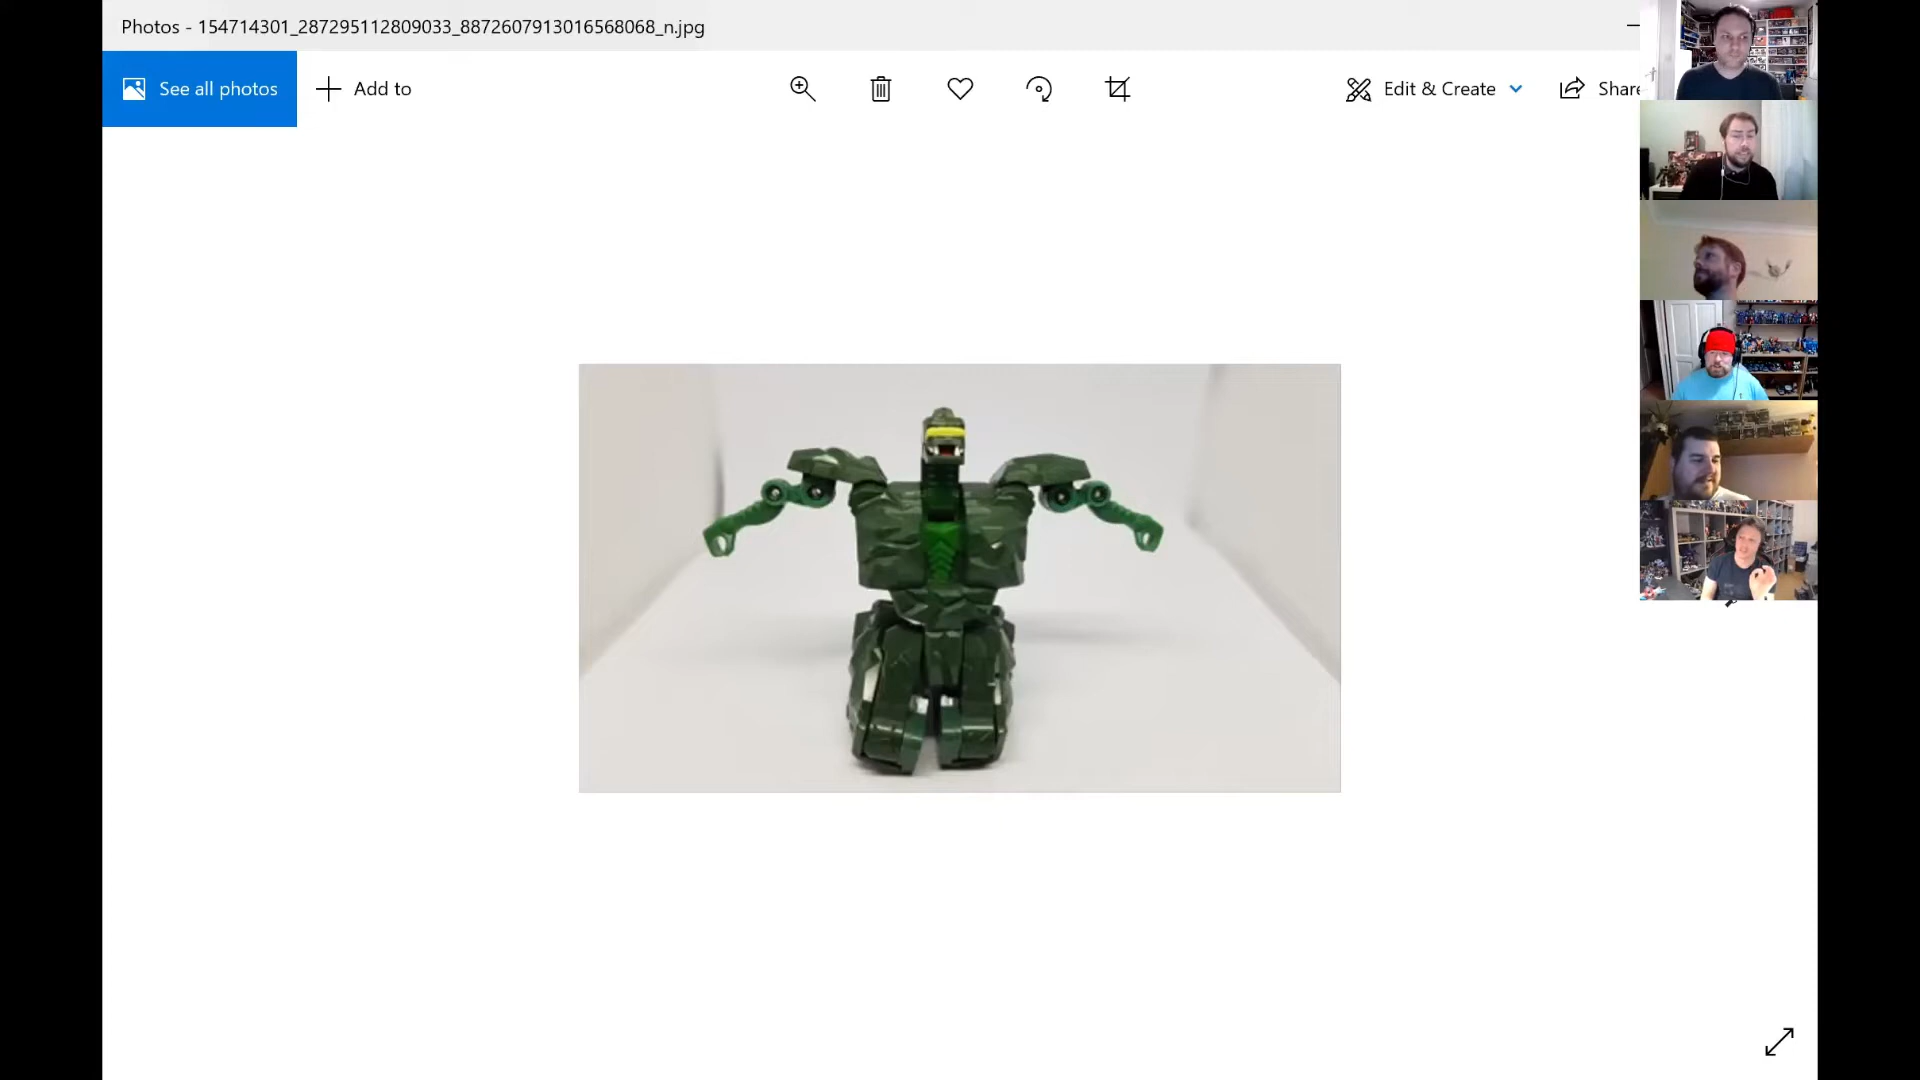 Photos - 154714301_287295112809033_8872607913016568068_n.jpg
See all photos
Add to
Edit & Create
Share